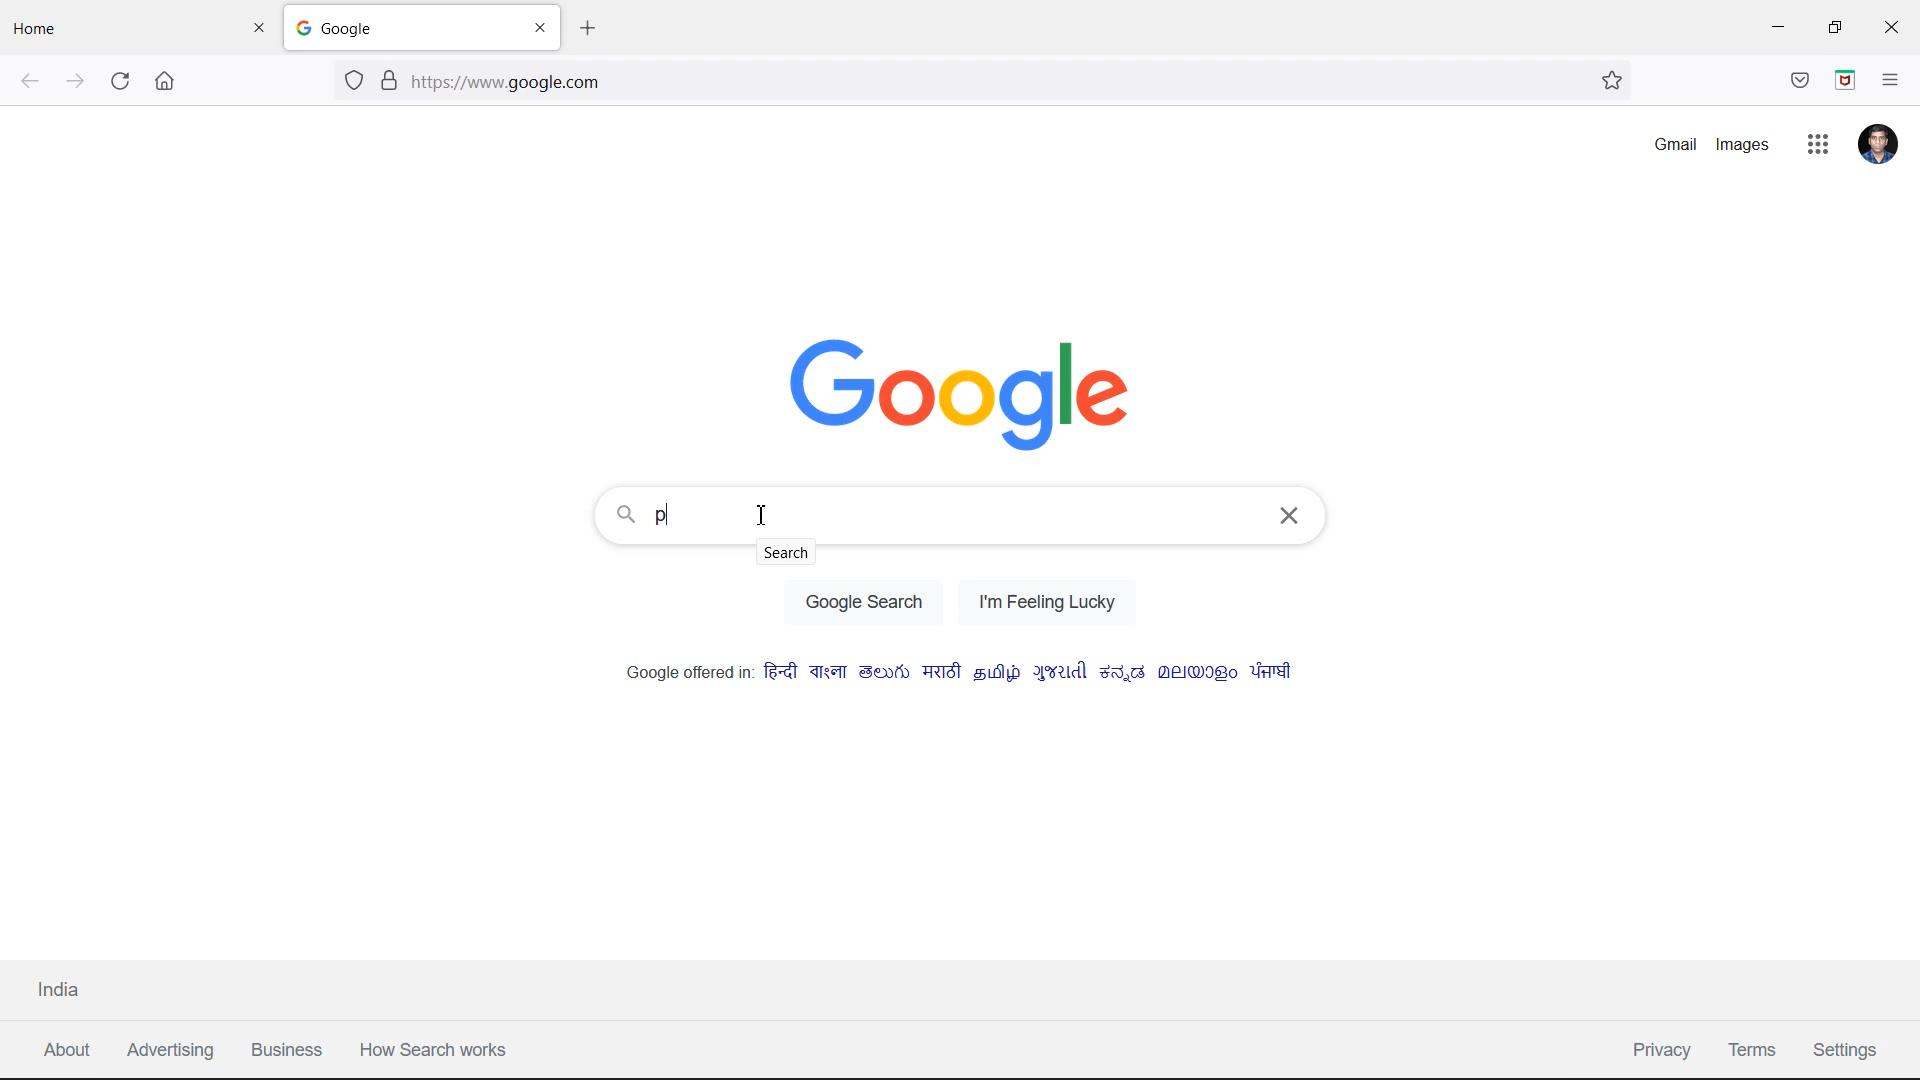 Home
Google
https://www.google.com
Gmail Images
Google
p
Search
Google Search I'm Feeling Lucky
Google offered in: हिन्दी বাংলা తెలుగు मराठी தமிழ் ગુજરાતી ಕನ್ನಡ മലയാളം ਪੰਜਾਬੀ
India
About Advertising Business How Search works Privacy Terms Settings